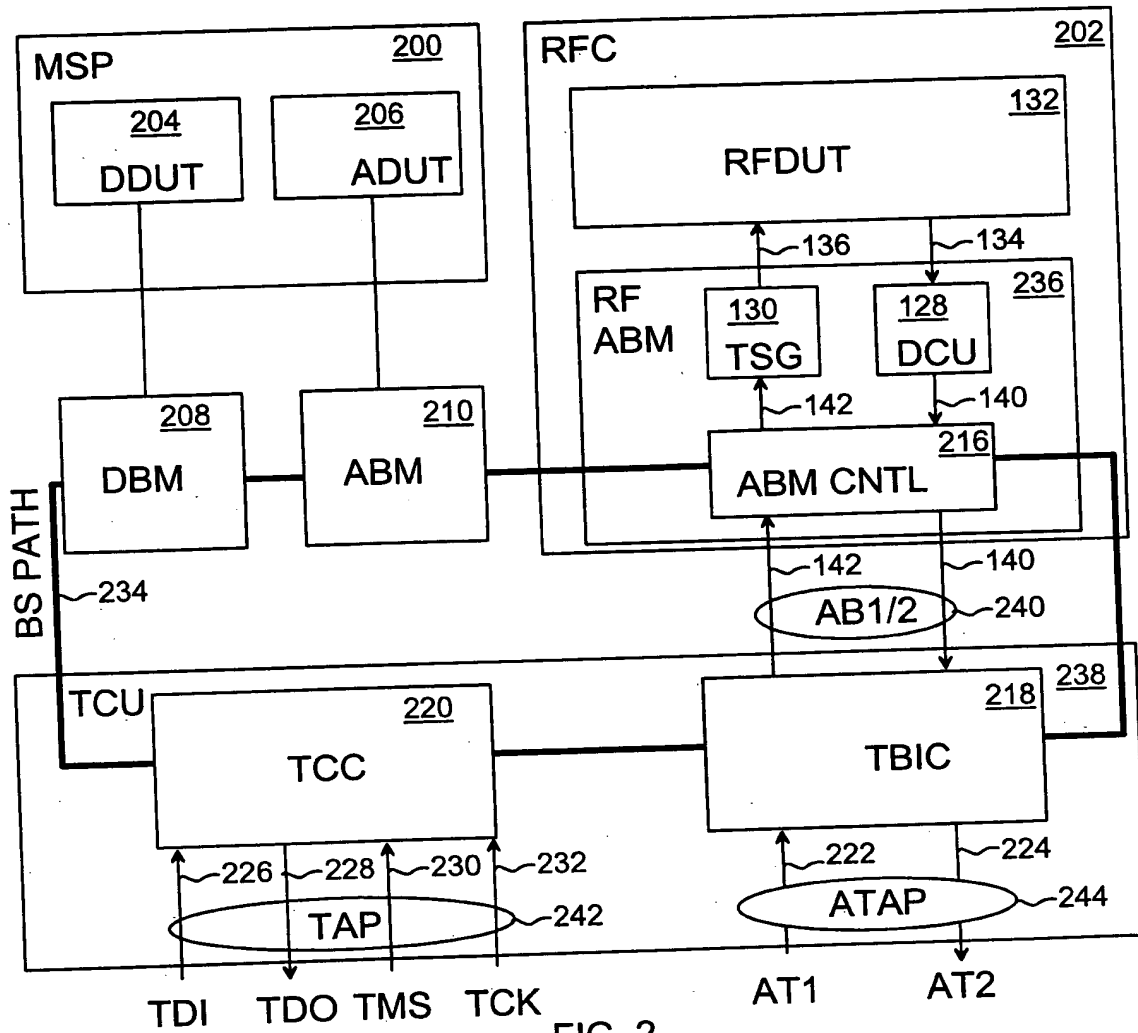 MSP 200
204
DDUT
206
ADUT
RFC 202
132
RFDUT
136
134
RF
ABM
236
130
TSG
128
DCU
142
140
208
DBM
210
ABM
216
ABM CNTL
BS PATH
234
142
140
AB1/2
240
TCU
238
220
TCC
218
TBIC
226
228
230
232
222
224
TAP
242
ATAP
244
TDI
TDO
TMS
TCK
AT1
AT2
FIG. 2